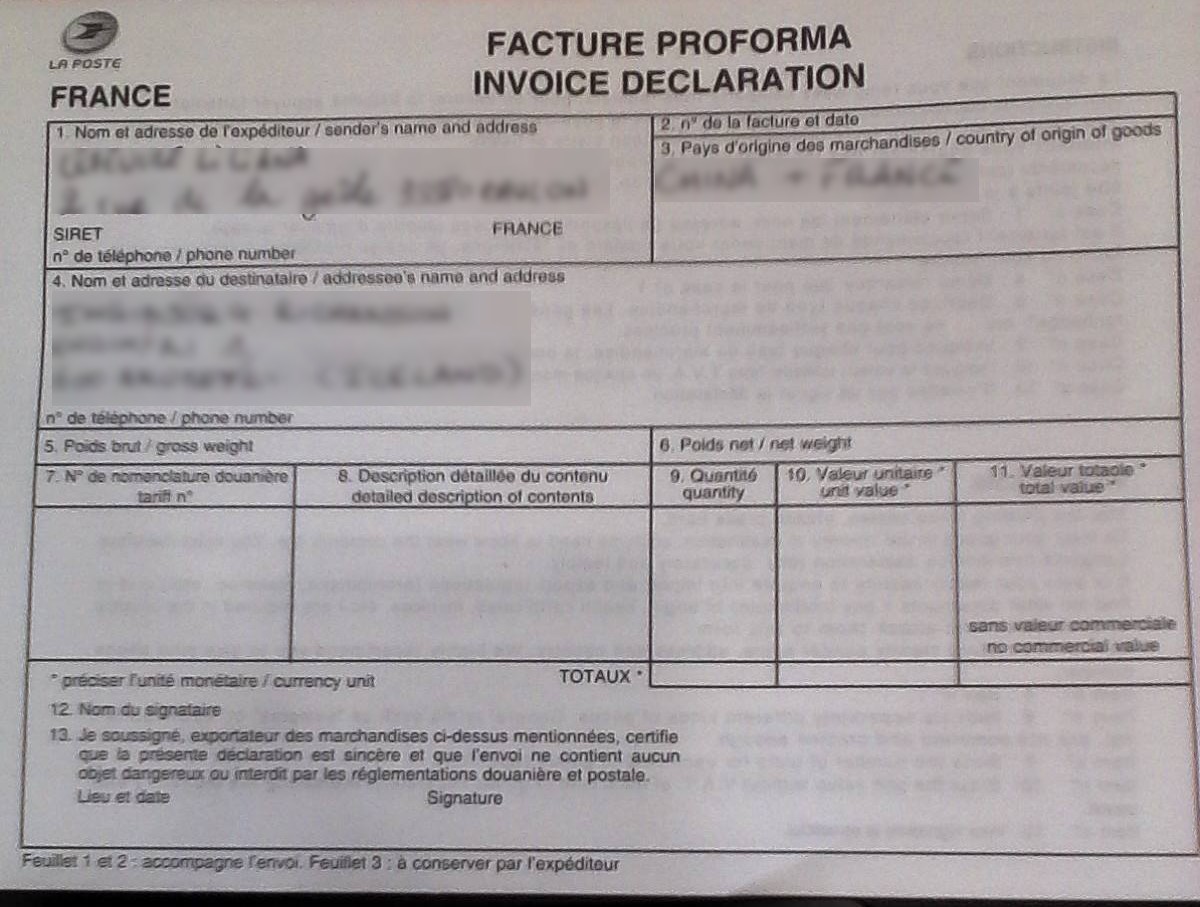 LA POSTE
FRANCE
FACTURE PROFORMA
INVOICE DECLARATION
1. Nom et adresse de l'expéditeur / sender's name and address
SIRET
FRANCE
n° de téléphone / phone number
2. n° de la facture et date
3. Pays d'origine des marchandises / country of origin of goods
CHINA + FRANCE
4. Nom et adresse du destinataire / addressee's name and address
(ICELAND)
n° de téléphone / phone number
5. Poids brut / gross weight
6. Poids net / net weight
7. N° de nomenclature douanière
tariff n°
8. Description détaillée du contenu
detailed description of contents
9. Quantité
quantity
10. Valeur unitaire *
unit value *
11. Valeur totaole *
total value *
sans valeur commerciale
no commercial value
* préciser l'unité monétaire / currency unit
TOTAUX *
12. Nom du signataire
13. Je soussigné, exportateur des marchandises ci-dessus mentionnées, certifie
que la présente déclaration est sincère et que l'envoi ne contient aucun
objet dangereux ou interdit par les réglementations douanière et postale.
Lieu et date
Signature
Feuillet 1 et 2 : accompagne l'envoi. Feuillet 3 : à conserver par l'expéditeur